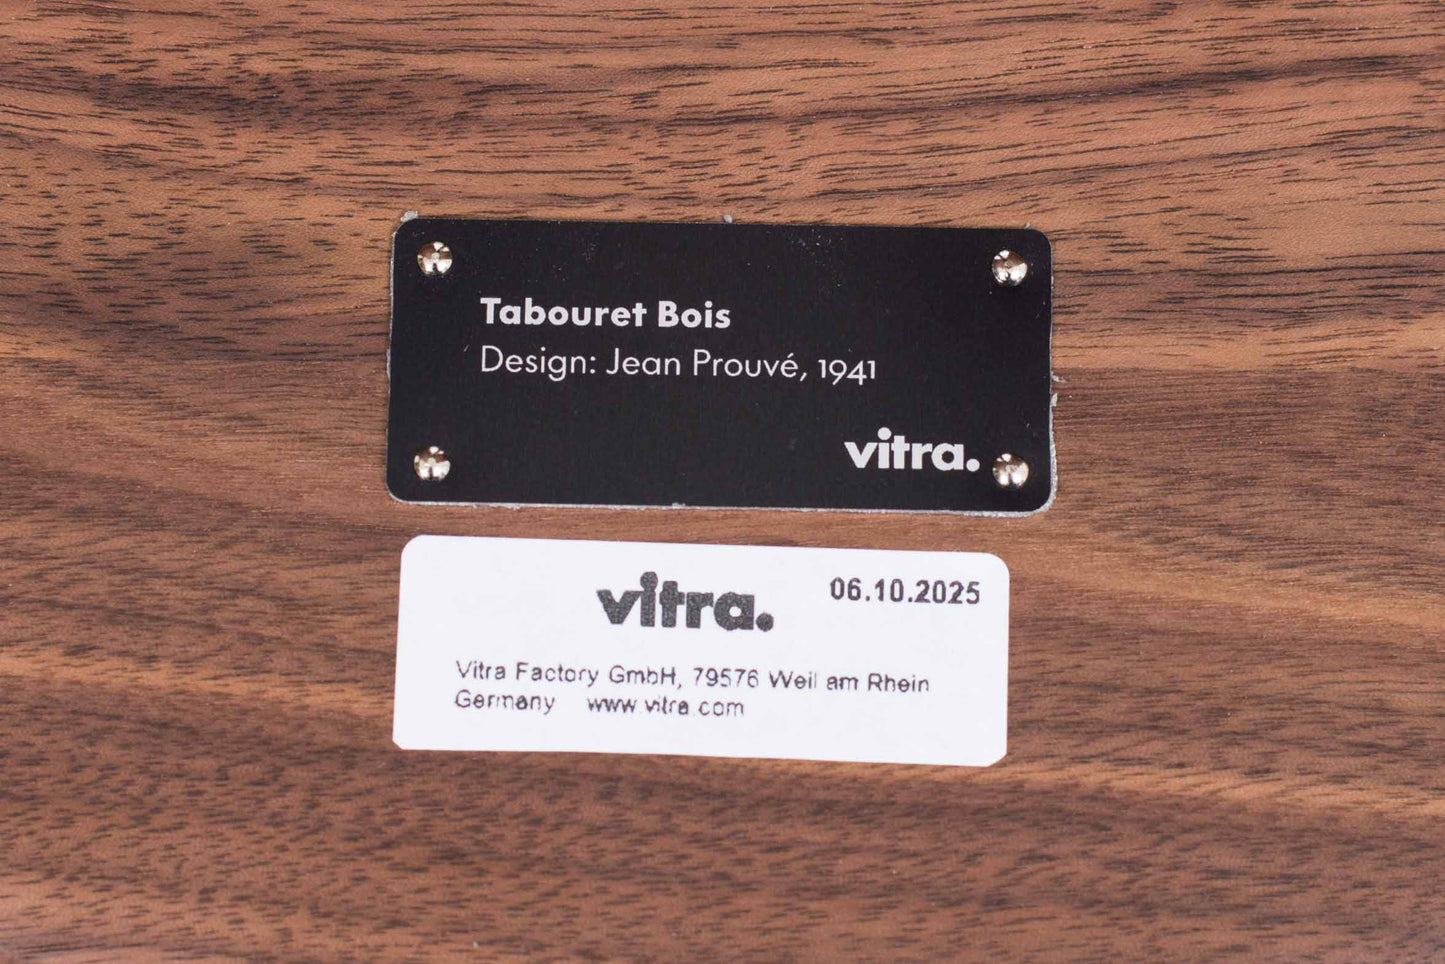 Tabouret Bois
Design: Jean Prouvé, 1941
vitra.
vitra.
06.10.2025
Vitra Factory GmbH, 79576 Weil am Rhein
Germany www.vitra.com